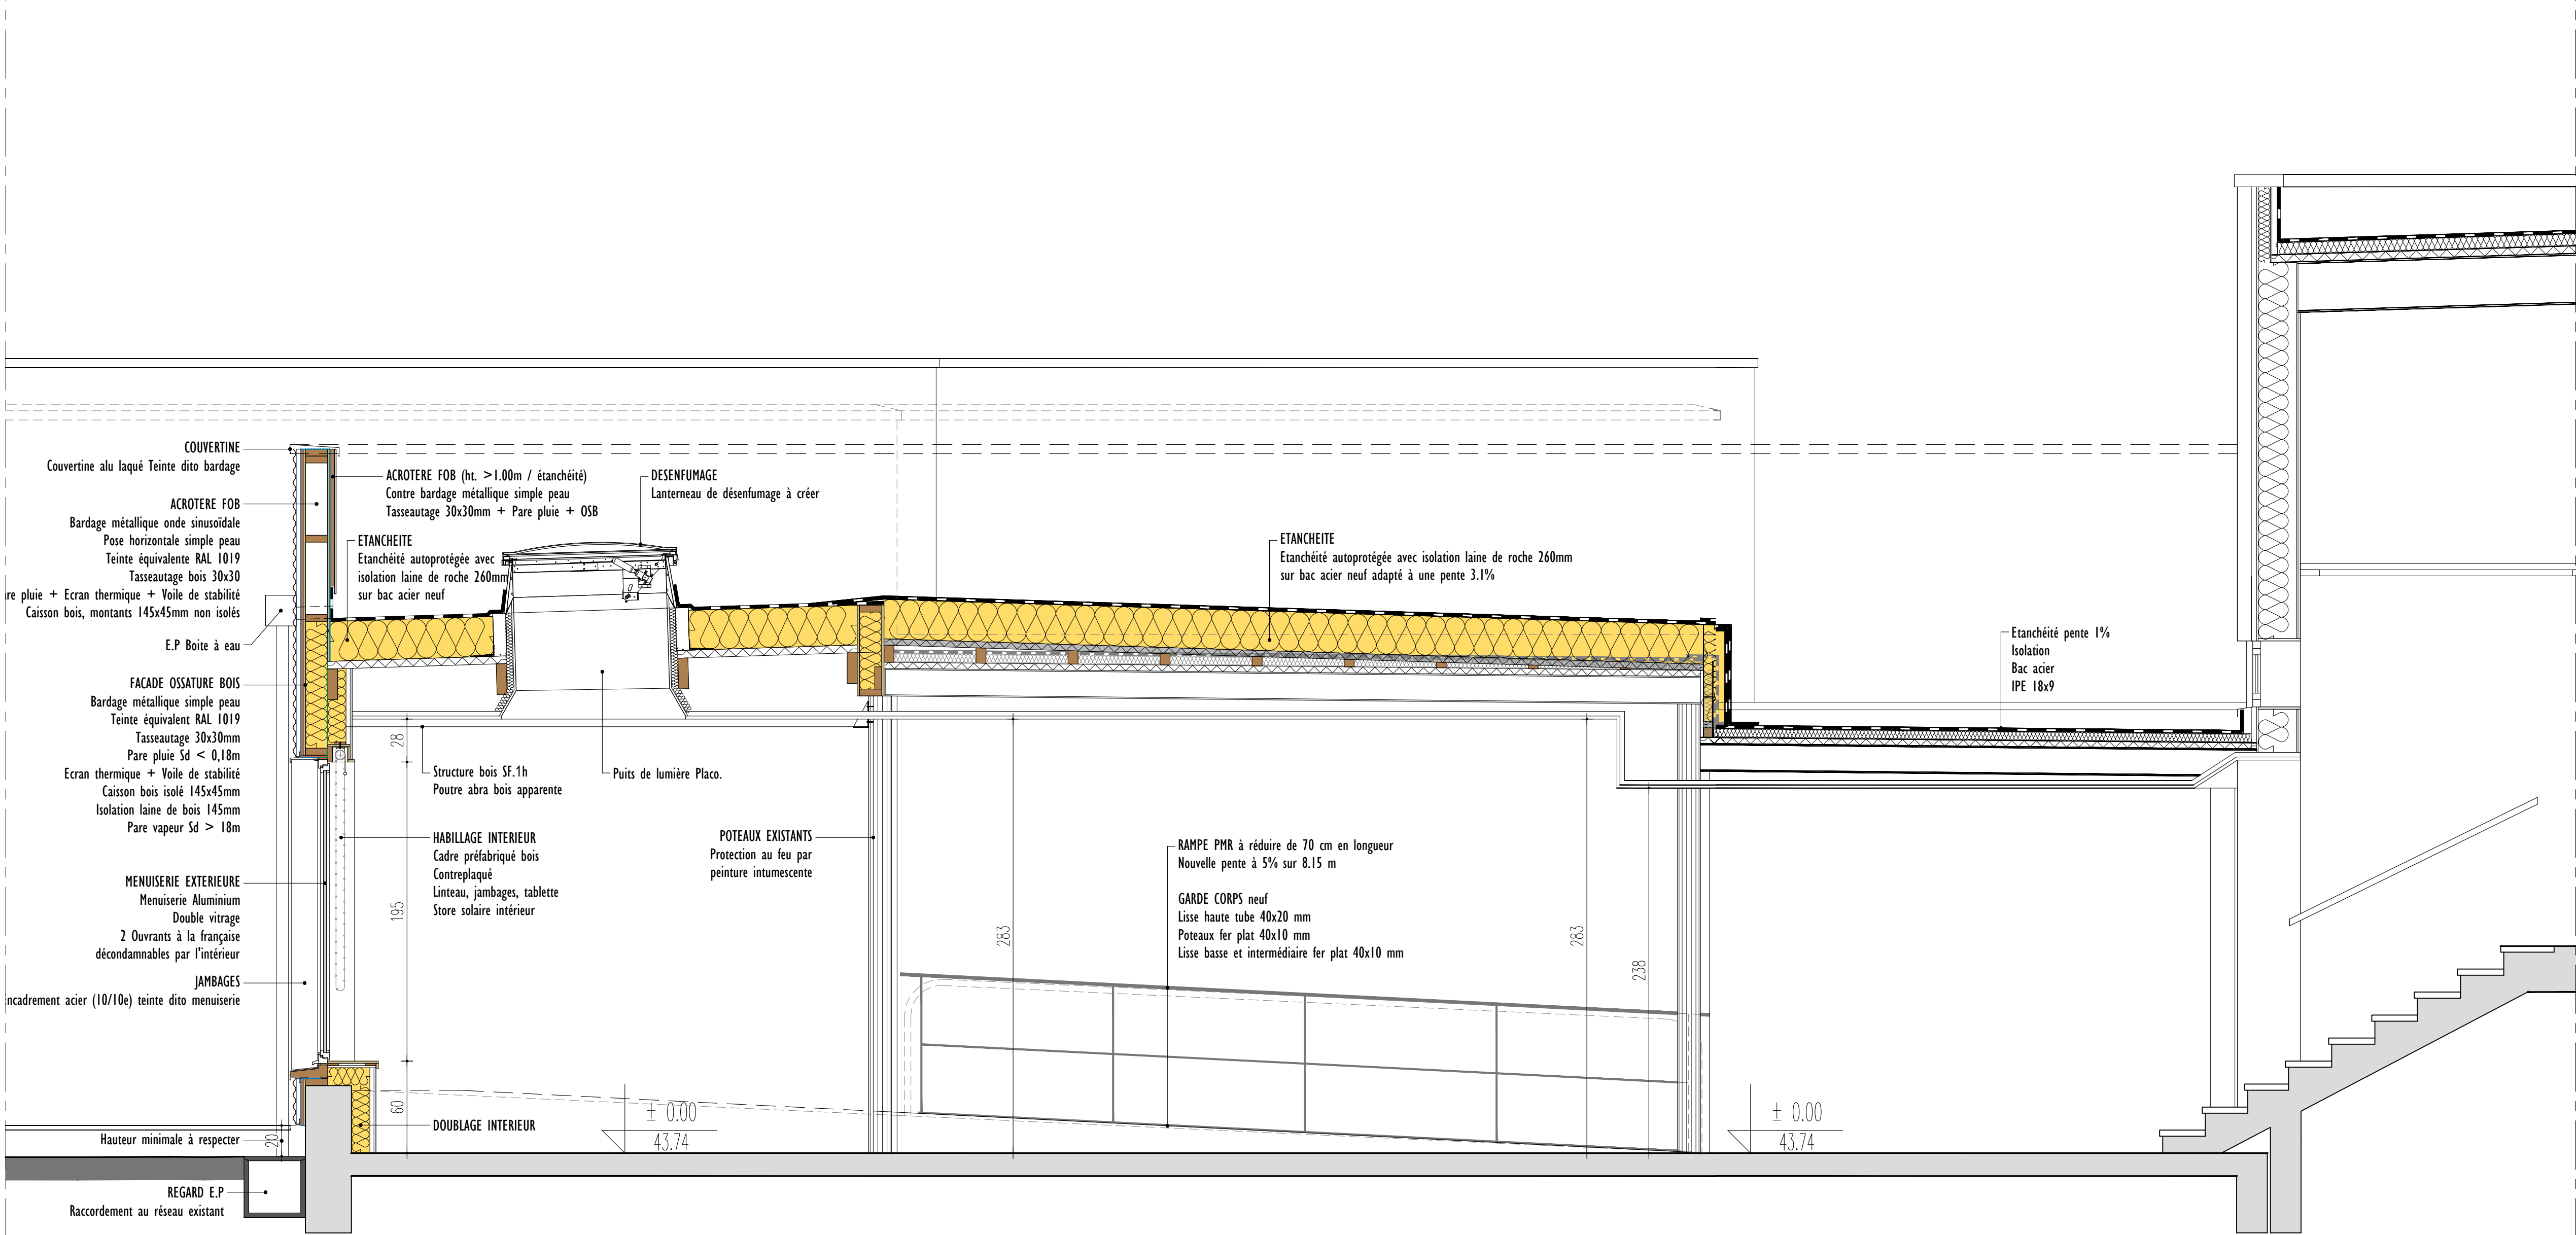 COUVERTINE
Couvertine alu laqué Teinte dito bardage
ACROTERE FOB
Bardage métallique onde sinusoïdale
Pose horizontale simple peau
Teinte équivalente RAL 1019
Tasseautage bois 30x30
re pluie + Ecran thermique + Voile de stabilité
Caisson bois, montants 145x45mm non isolés
E.P Boite à eau
FACADE OSSATURE BOIS
Bardage métallique simple peau
Teinte équivalent RAL 1019
Tasseautage 30x30mm
Pare pluie Sd < 0,18m
Ecran thermique + Voile de stabilité
Caisson bois isolé 145x45mm
Isolation laine de bois 145mm
Pare vapeur Sd > 18m
MENUISERIE EXTERIEURE
Menuiserie Aluminium
Double vitrage
2 Ouvrants à la française
décondamnables par l'intérieur
JAMBAGES
ncadrement acier (10/10e) teinte dito menuiserie
Hauteur minimale à respecter
20
REGARD E.P
Raccordement au réseau existant
ACROTERE FOB (ht. >1.00m / étanchéité)
Contre bardage métallique simple peau
Tasseautage 30x30mm + Pare pluie + OSB
ETANCHEITE
Etanchéité autoprotégée avec
isolation laine de roche 260mm
sur bac acier neuf
DESENFUMAGE
Lanterneau de désenfumage à créer
28
195
60
Structure bois SF.1h
Poutre abra bois apparente
Puits de lumière Placo.
HABILLAGE INTERIEUR
Cadre préfabriqué bois
Contreplaqué
Linteau, jambages, tablette
Store solaire intérieur
DOUBLAGE INTERIEUR
POTEAUX EXISTANTS
Protection au feu par
peinture intumescente
± 0.00
43.74
ETANCHEITE
Etanchéité autoprotégée avec isolation laine de roche 260mm
sur bac acier neuf adapté à une pente 3.1%
RAMPE PMR à réduire de 70 cm en longueur
Nouvelle pente à 5% sur 8.15 m
GARDE CORPS neuf
Lisse haute tube 40x20 mm
Poteaux fer plat 40x10 mm
Lisse basse et intermédiaire fer plat 40x10 mm
283
283
238
Etanchéité pente 1%
Isolation
Bac acier
IPE 18x9
± 0.00
43.74